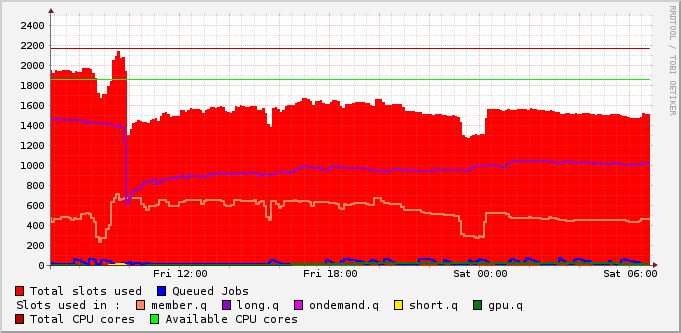 RRDTOOL / TOBI OETIKER
2400
2200
2000
1800
1600
1400
1200
1000
800
600
400
200
0
Fri 12:00 Fri 18:00 Sat 00:00 Sat 06:00
Total slots used Queued Jobs
Slots used in : member.q long.q ondemand.q short.q gpu.q
Total CPU cores Available CPU cores